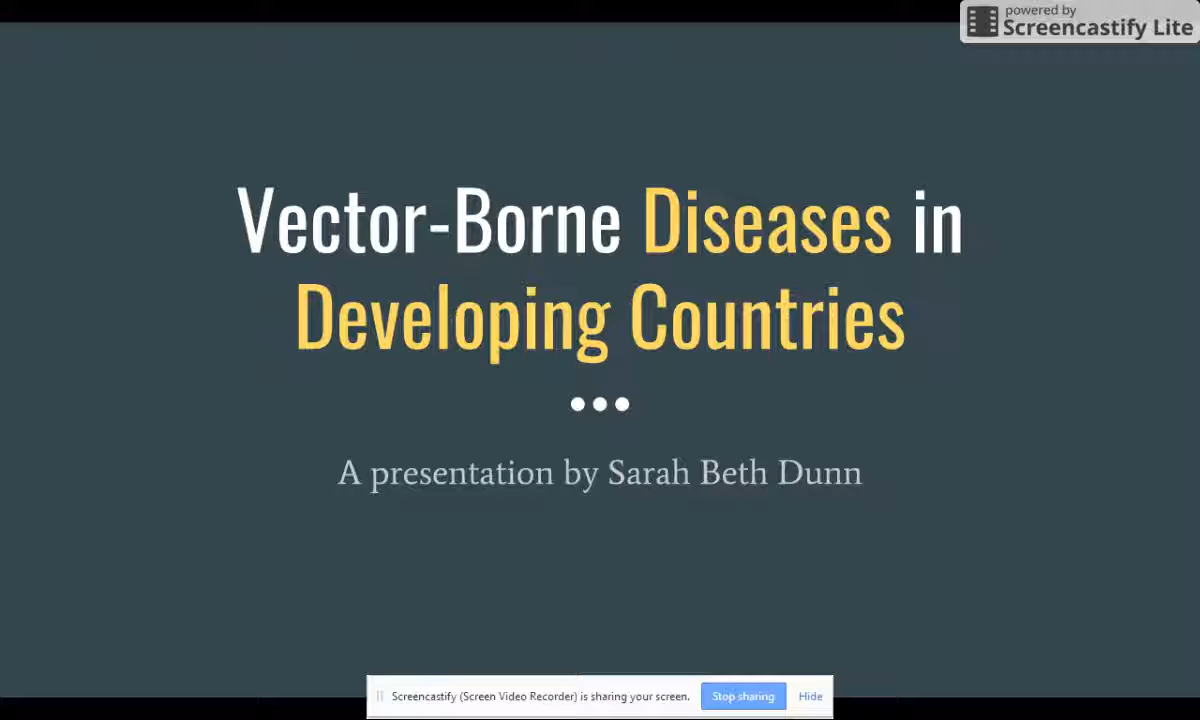 powered by
Screencastify Lite
Vector-Borne Diseases in
Developing Countries
A presentation by Sarah Beth Dunn
Screencastify (Screen Video Recorder) is sharing your screen. Stop sharing Hide